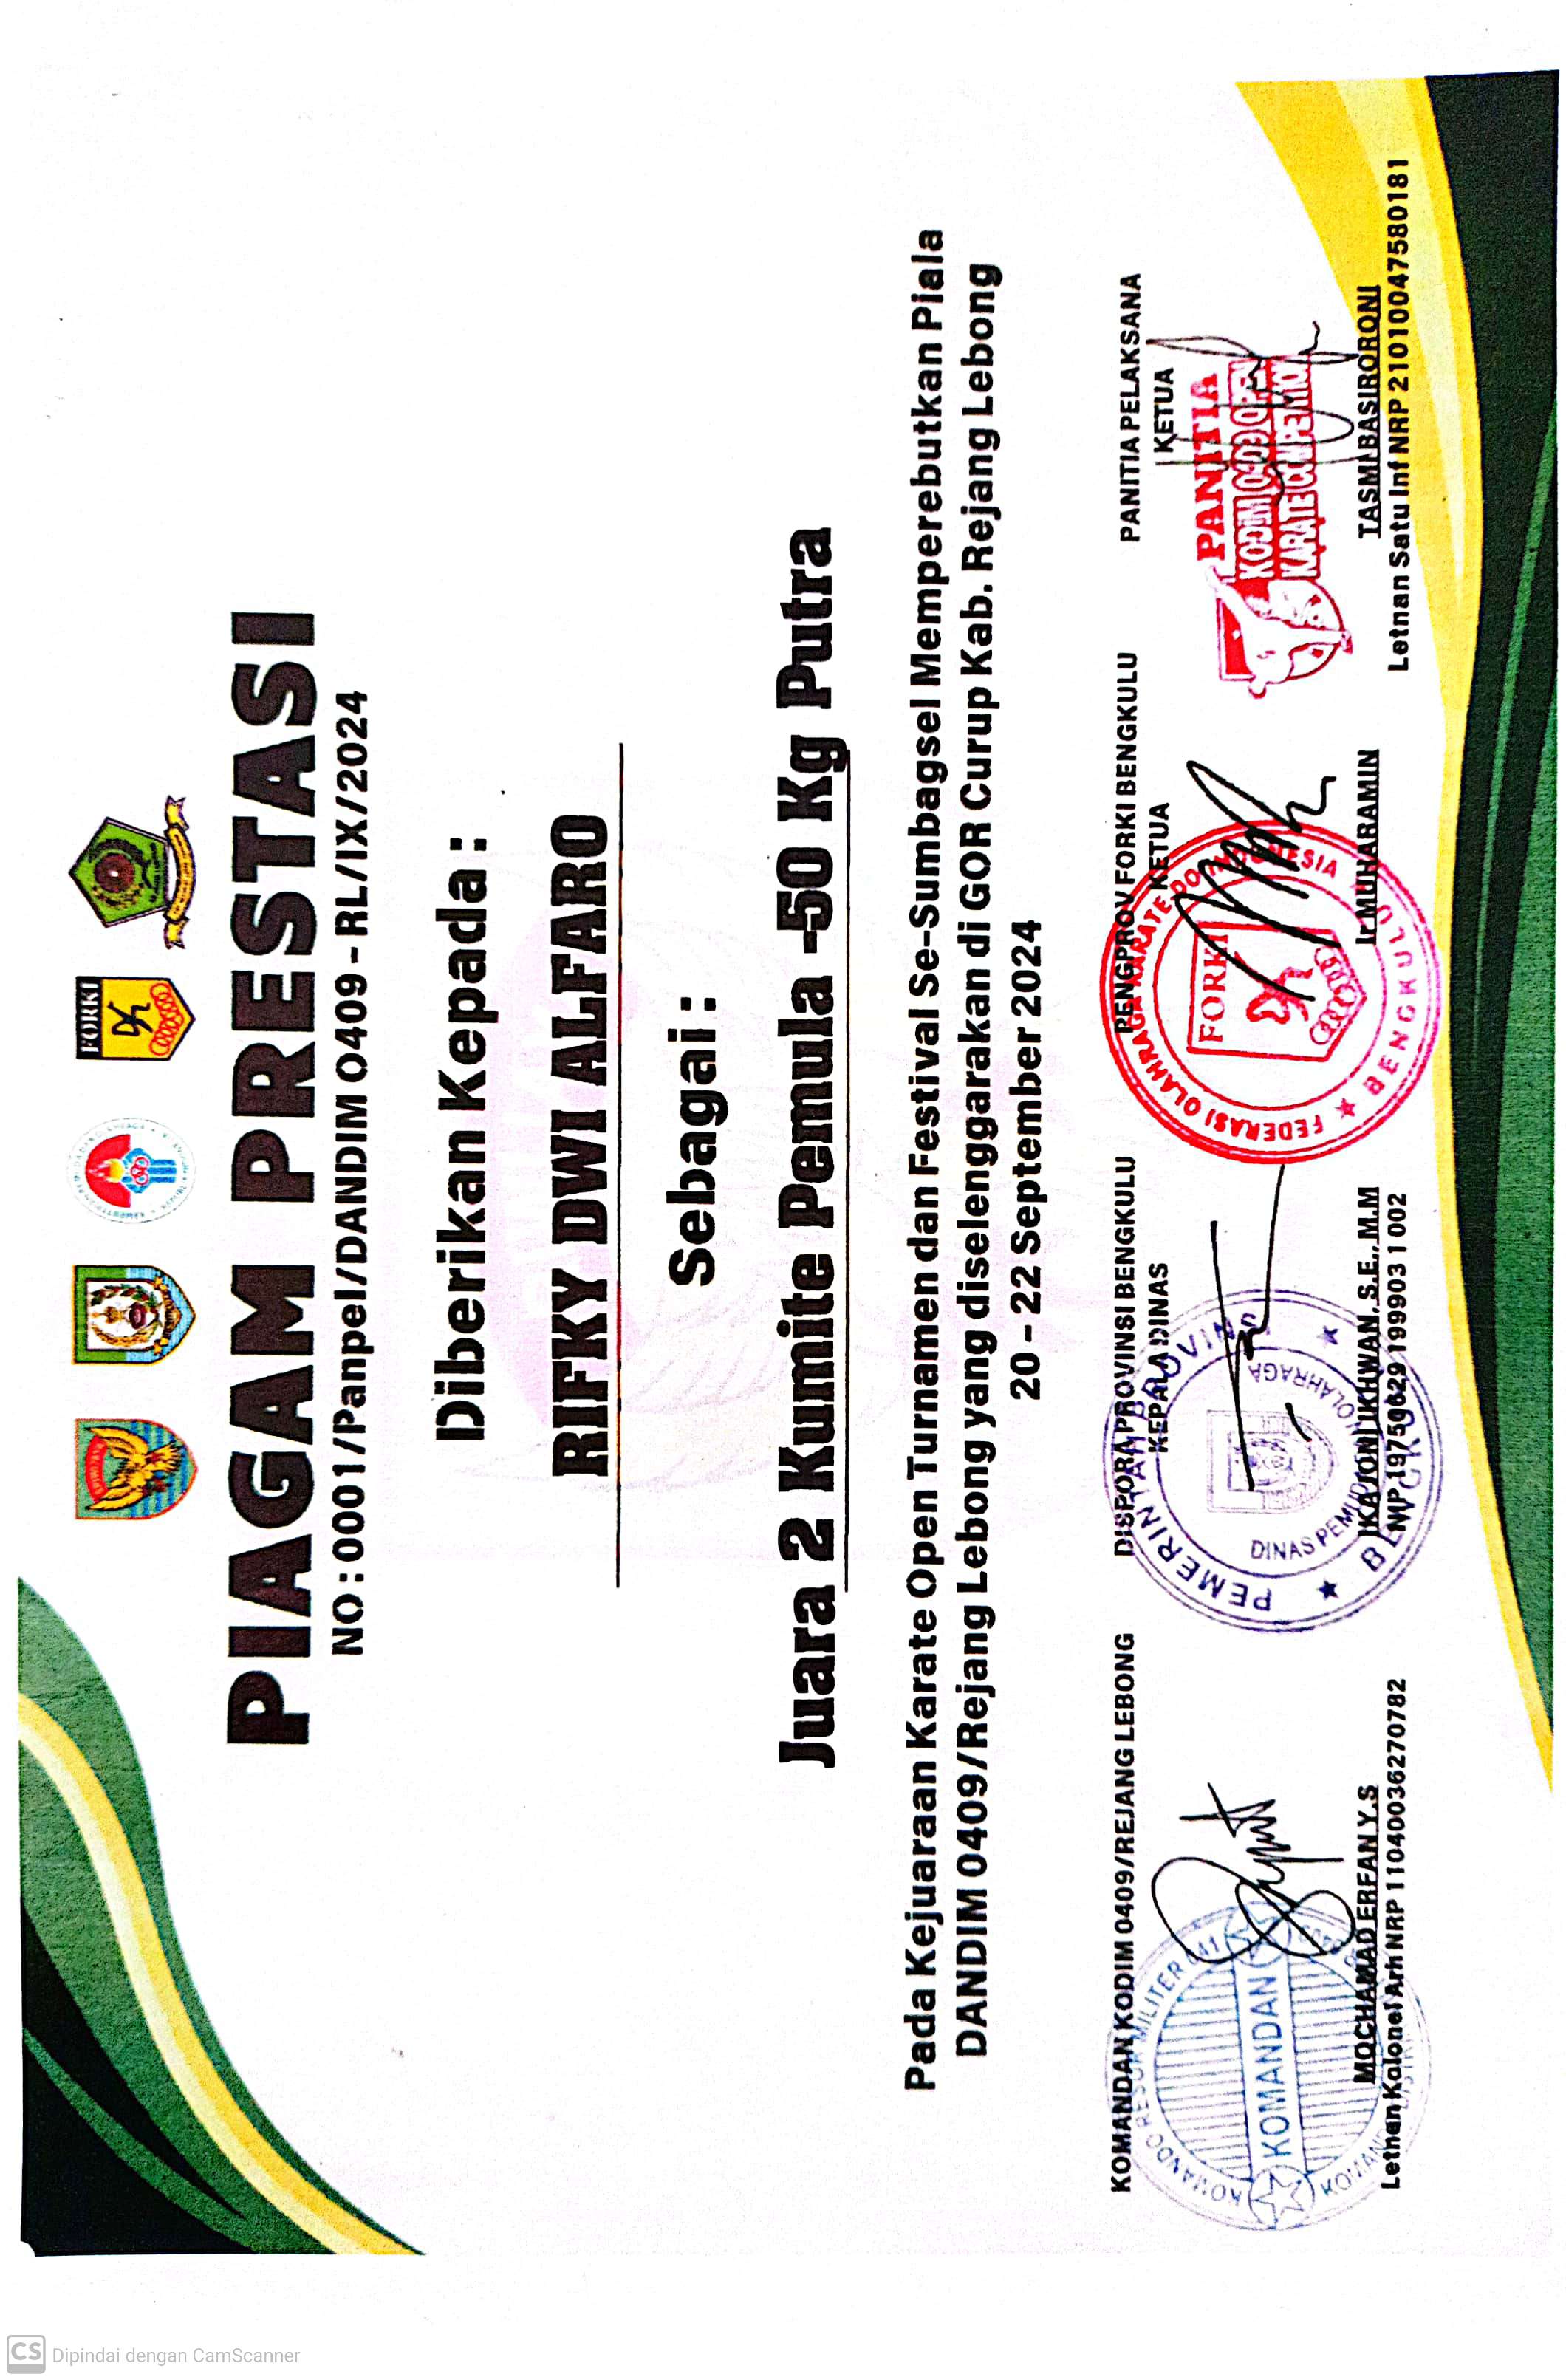 CS Dipindai dengan CamScanner
FORKI
PIAGAM PRESTASI
NO : 0001/Panpel/DANDIM 0409 - RL/IX/2024
Diberikan Kepada :
RIFKY DWI ALFARO
Sebagai :
Juara 2 Kumite Pemula -50 Kg Putra
Pada Kejuaraan Karate Open Turnamen dan Festival Se-Sumbagsel Memperebutkan Piala
DANDIM 0409/Rejang Lebong yang diselenggarakan di GOR Curup Kab. Rejang Lebong
20 - 22 September 2024
KOMANDAN KODIM 0409/REJANG LEBONG
KOMANDO RESOR MILITER 041
KOMANDAN
MOCHAMAD ERFAN Y.S
Letnan Kolonel Arh NRP 11040036270782
DISPORA PROVINSI BENGKULU
KEPALA DINAS
PEMERINTAH PROVINSI
DINAS PEMUDA DAN OLAHRAGA
BENGKULU
IKA JONI IKHWAN, S.E., M.M
NIP 19750629 199903 1 002
PENGPROV FORKI BENGKULU
KETUA
FEDERASI OLAHRAGA KARATE-DO INDONESIA
FORKI
BENGKULU
Ir MUHARAMIN
PANITIA PELAKSANA
KETUA
PANITIA
KODIM 0409 OPEN
KARATE COMPETITION
TASMI BASIRORONI
Letnan Satu Inf NRP 21010047580181